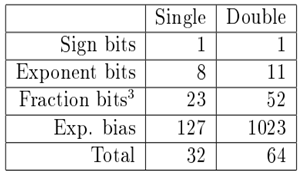 Single Double
Sign bits 1 1
Exponent bits 8 11
Fraction bits³ 23 52
Exp. bias 127 1023
Total 32 64